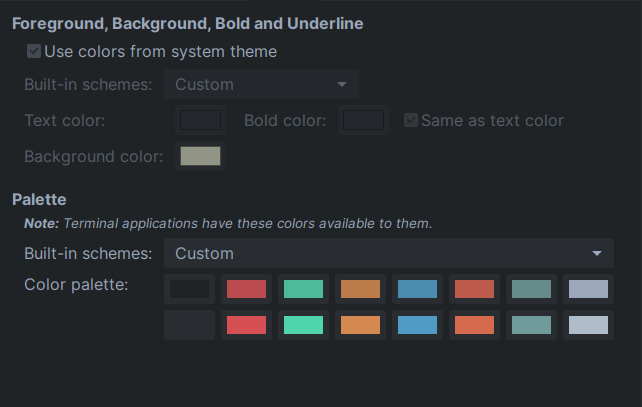 Foreground, Background, Bold and Underline
Use colors from system theme
Built-in schemes: Custom
Text color: Bold color: Same as text color
Background color:
Palette
Note: Terminal applications have these colors available to them.
Built-in schemes: Custom
Color palette: